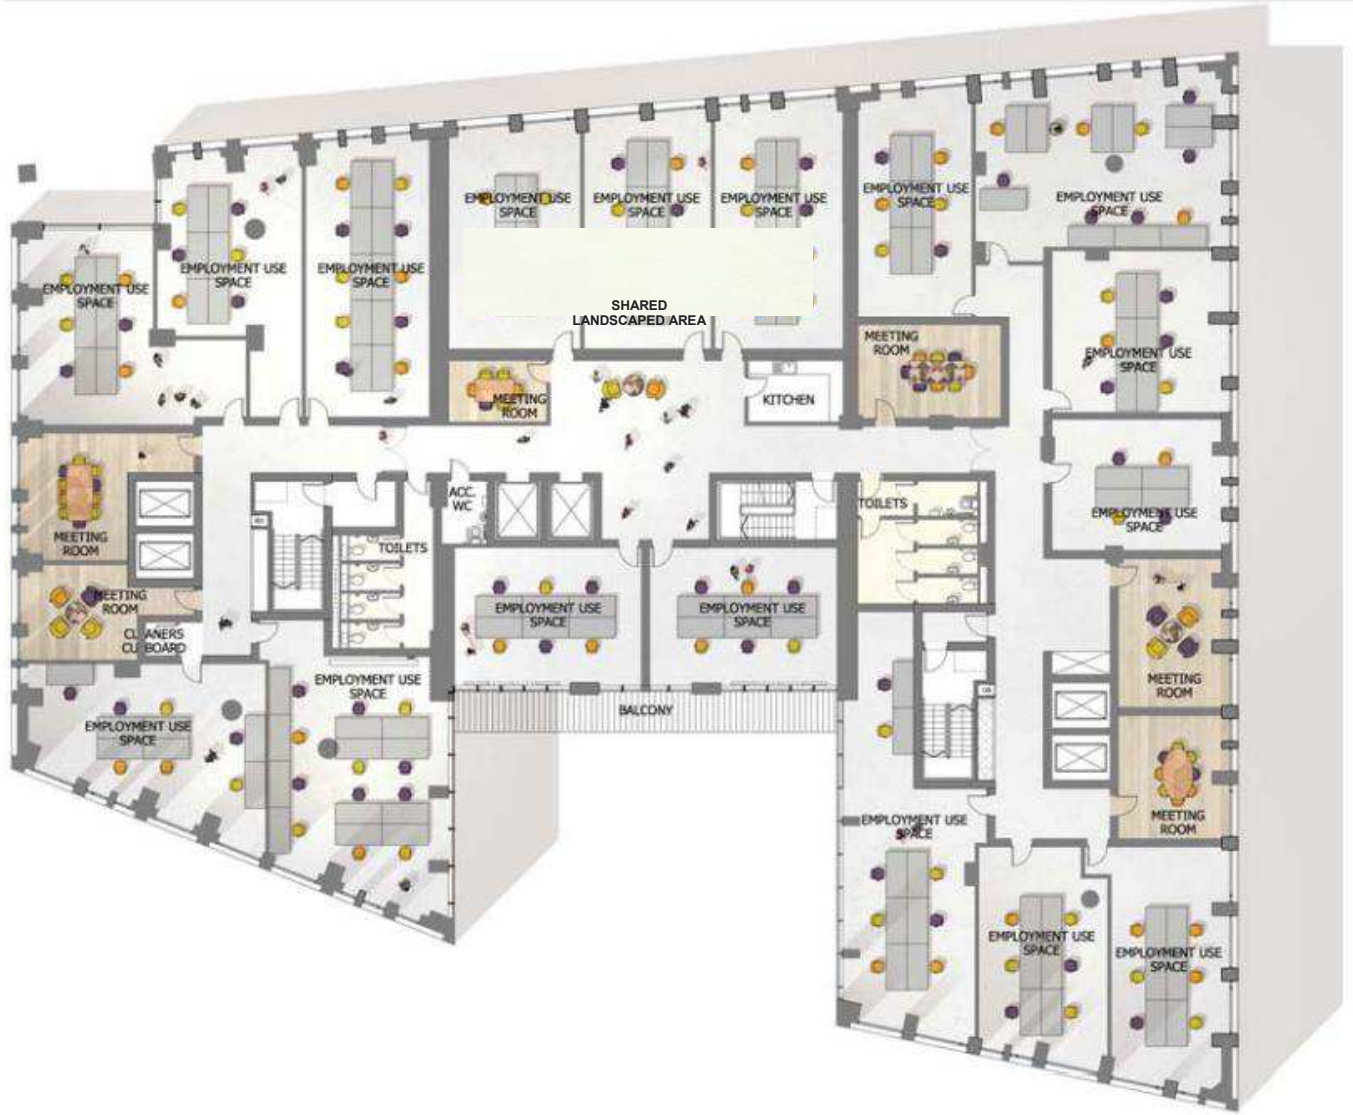 EMPLOYMENT USE
SPACE
EMPLOYMENT USE
SPACE
EMPLOYMENT USE
SPACE
EMPLOYMENT USE
SPACE
EMPLOYMENT USE
SPACE
EMPLOYMENT USE
SPACE
EMPLOYMENT USE
SPACE
EMPLOYMENT USE
SPACE
EMPLOYMENT USE
SPACE
SHARED
LANDSCAPED AREA
MEETING
ROOM
EMPLOYMENT USE
SPACE
MEETING
ROOM
KITCHEN
ACC.
WC
TOILETS
EMPLOYMENT USE
SPACE
MEETING
ROOM
TOILETS
MEETING
ROOM
CLEANERS
CUPBOARD
EMPLOYMENT USE
SPACE
EMPLOYMENT USE
SPACE
EMPLOYMENT USE
SPACE
MEETING
ROOM
BALCONY
EMPLOYMENT USE
SPACE
EMPLOYMENT USE
SPACE
MEETING
ROOM
EMPLOYMENT USE
SPACE
EMPLOYMENT USE
SPACE